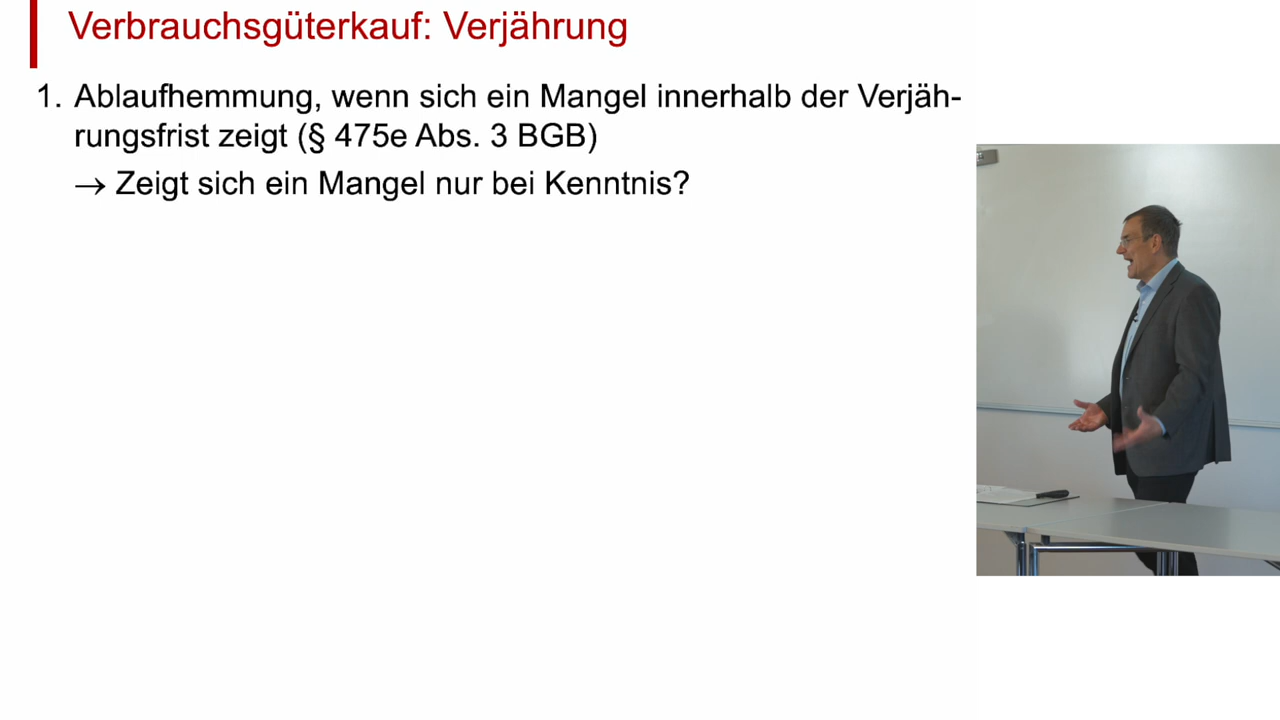 Verbrauchsgüterkauf: Verjährung
1. Ablaufhemmung, wenn sich ein Mangel innerhalb der Verjäh-
rungsfrist zeigt (§ 475e Abs. 3 BGB)
→ Zeigt sich ein Mangel nur bei Kenntnis?